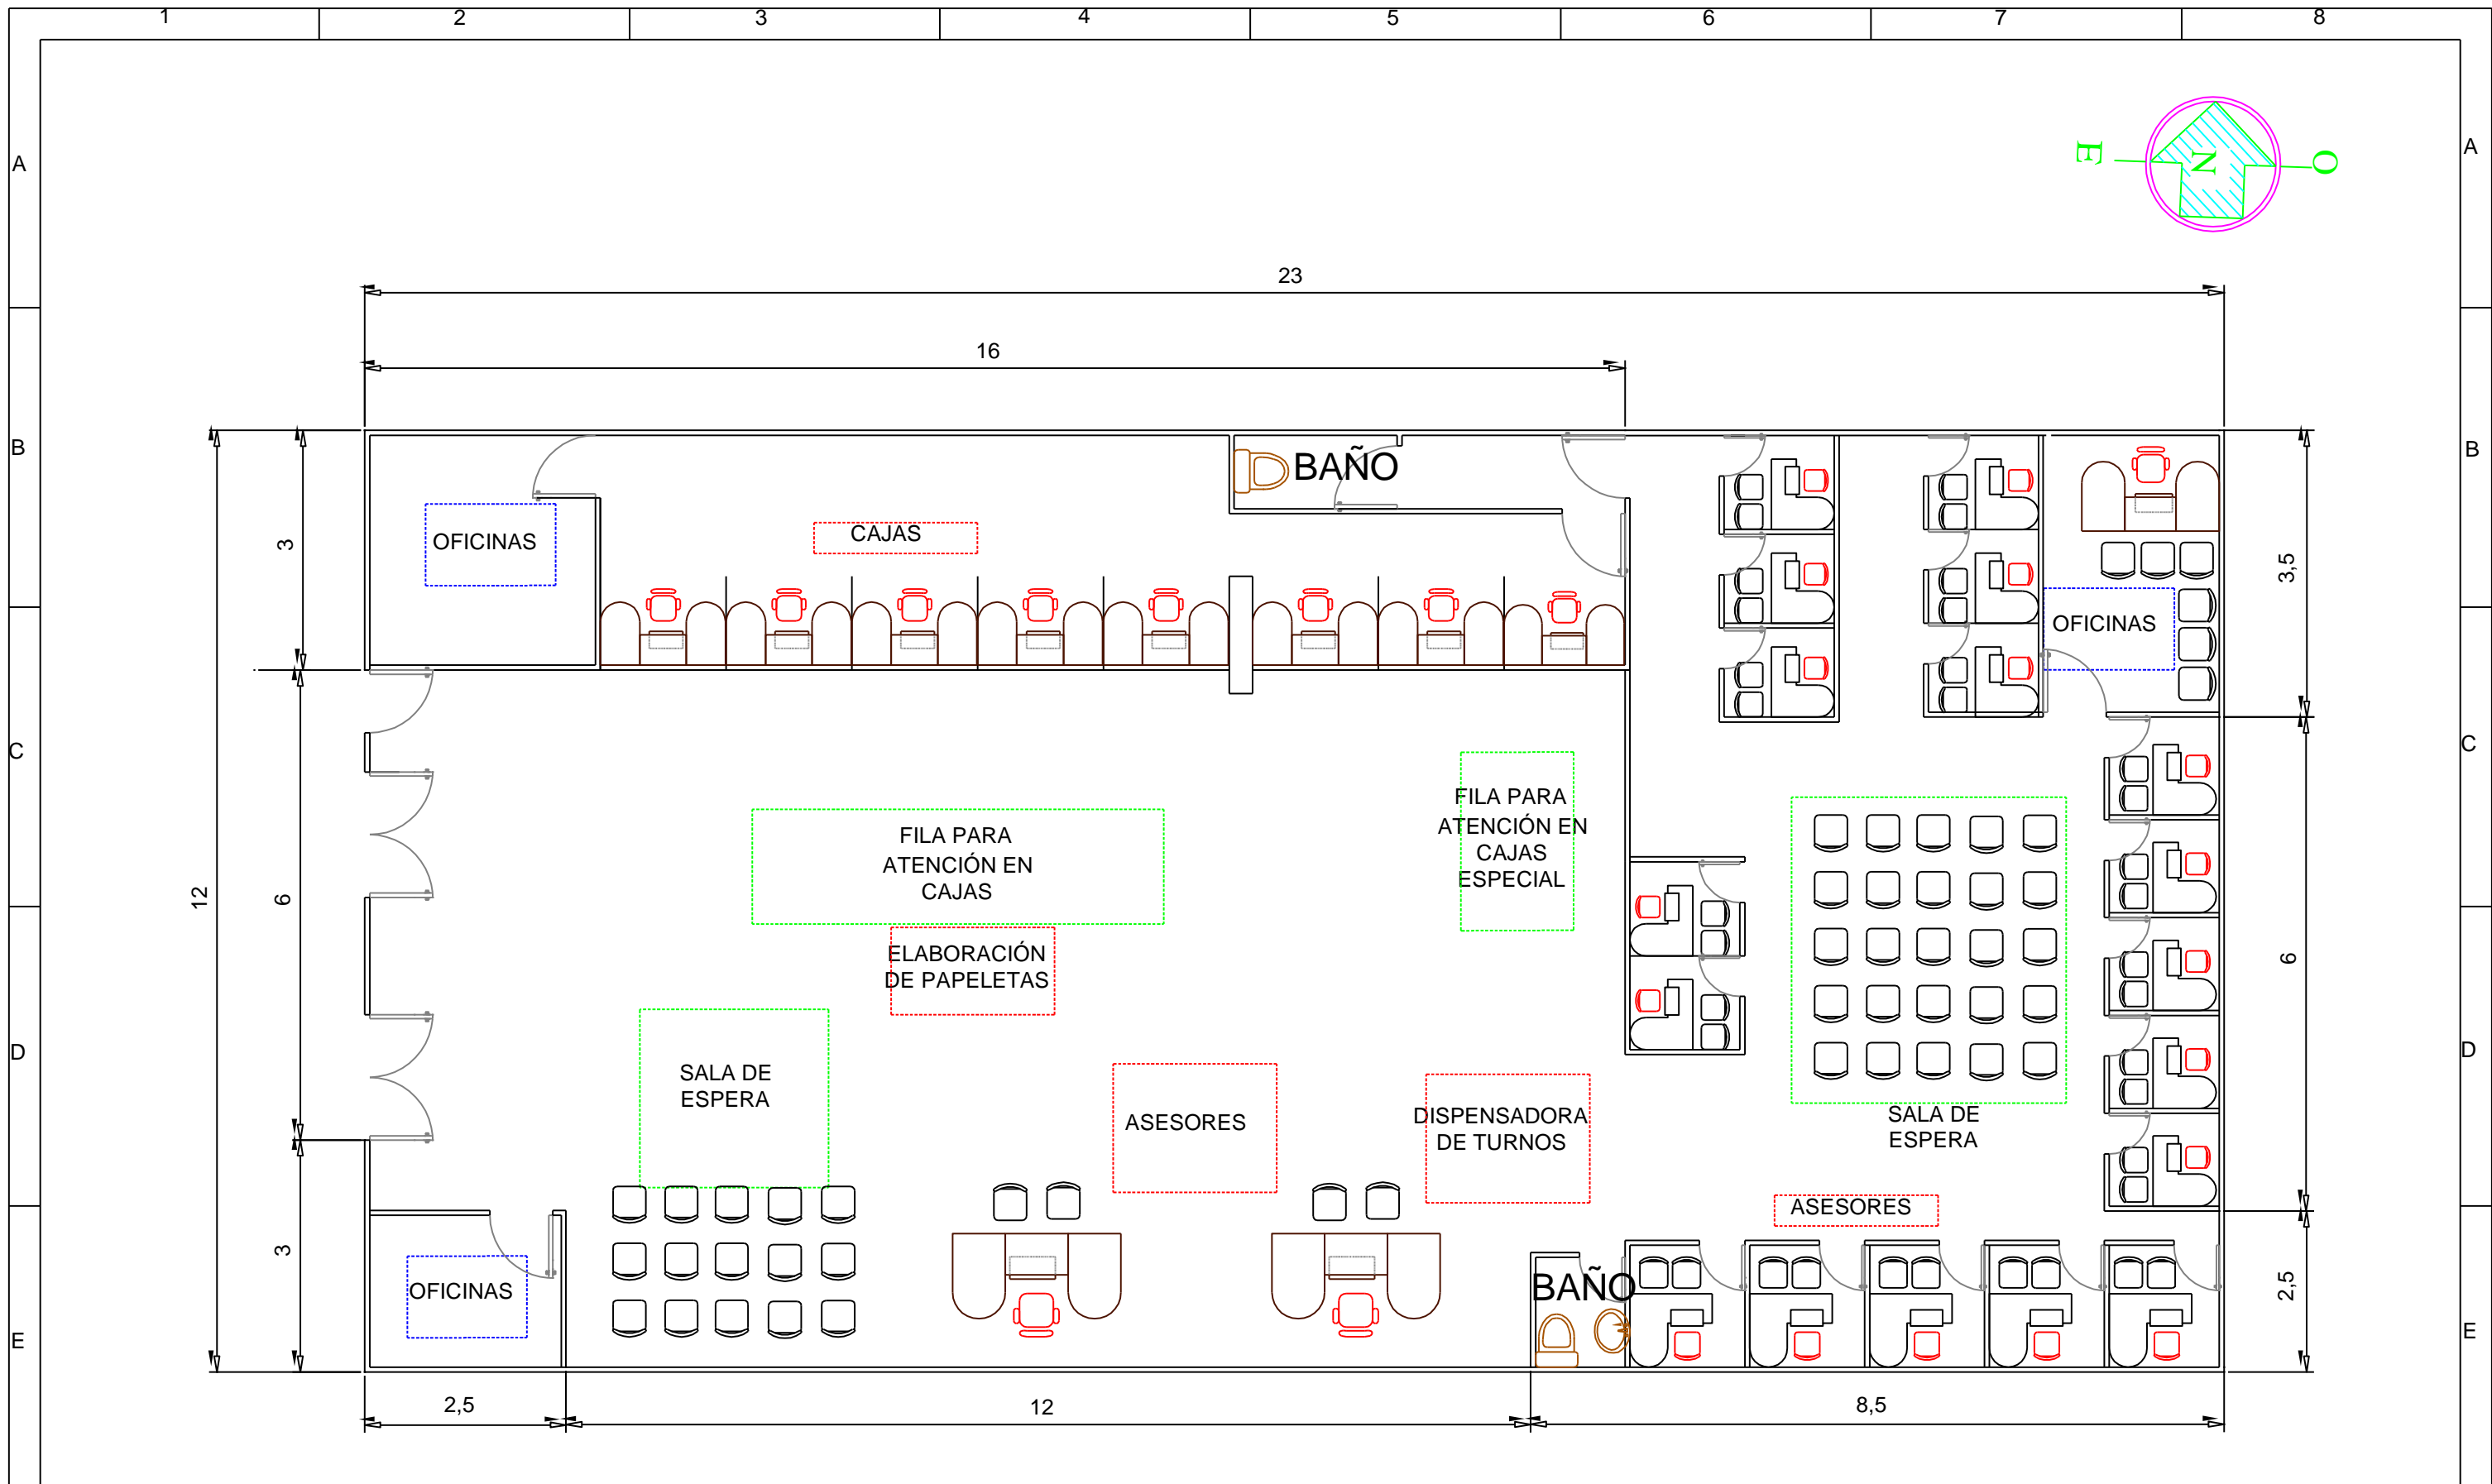 1 2 3 4 5 6 7 8
A A
E N O
23
16
B B
BAÑO
3
OFICINAS
CAJAS
3,5
OFICINAS
C C
FILA PARA
ATENCIÓN EN
CAJAS
FILA PARA
ATENCIÓN EN
CAJAS
ESPECIAL
12
6
6
ELABORACIÓN
DE PAPELETAS
D D
SALA DE
ESPERA
ASESORES
DISPENSADORA
DE TURNOS
SALA DE
ESPERA
ASESORES
3
OFICINAS
BAÑO
2,5
E E
2,5
12
8,5